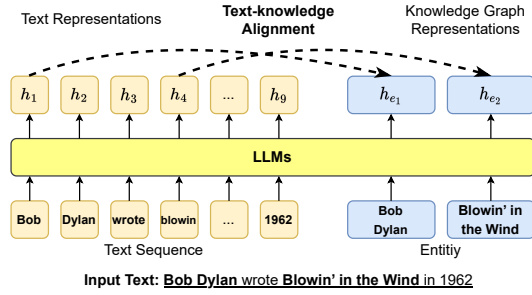 Text Representations
Text-knowledge
Alignment
Knowledge Graph
Representations
h₁ h₂ h₃ h₄ ... h₉ hₑ₁ hₑ₂
LLMs
Bob Dylan wrote blowin ... 1962
Bob
Dylan
Blowin' in
the Wind
Text Sequence
Entitiy
Input Text: Bob Dylan wrote Blowin' in the Wind in 1962